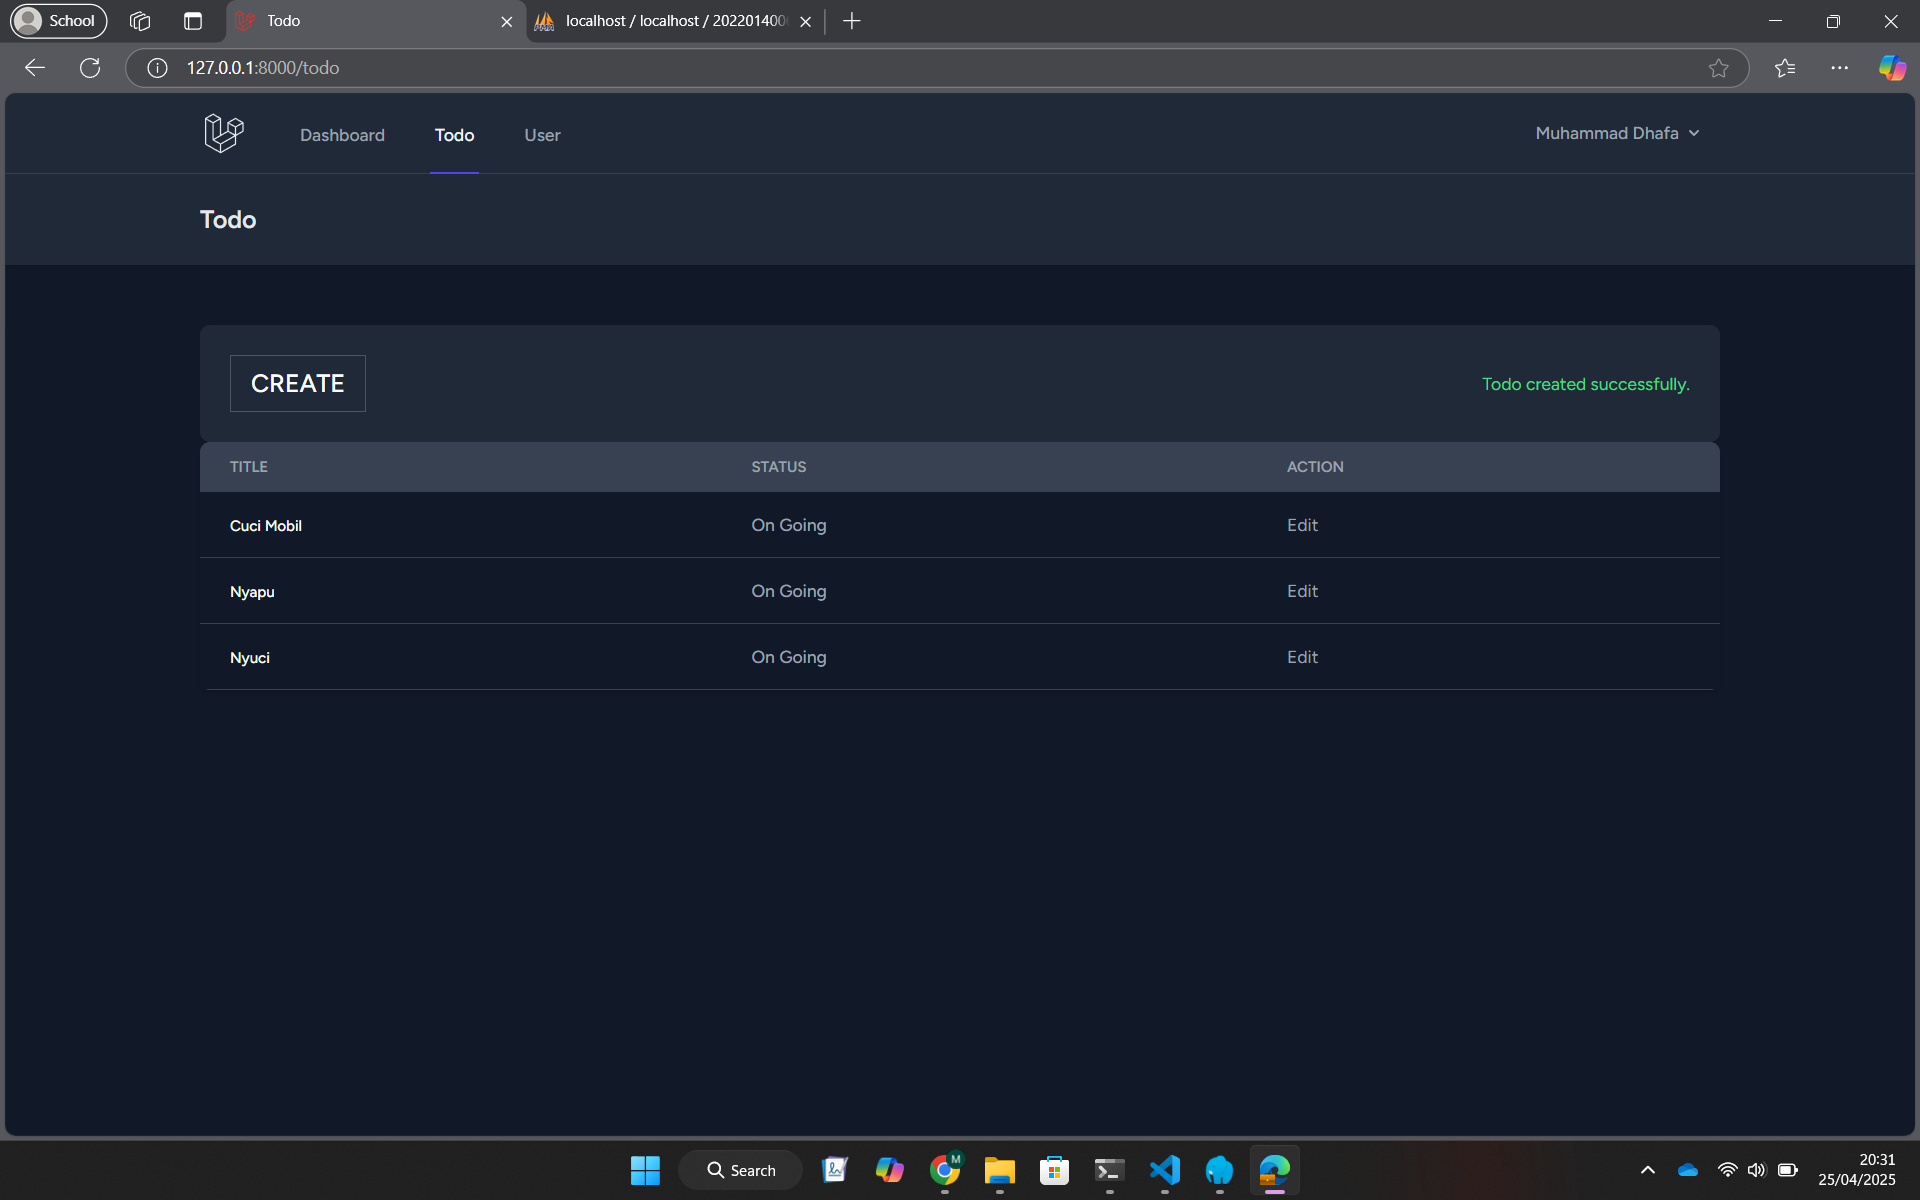 School
Todo
localhost / localhost / 2022014000
127.0.0.1:8000/todo
Dashboard
Todo
User
Muhammad Dhafa
Todo
CREATE
Todo created successfully.
TITLE STATUS ACTION
Cuci Mobil On Going Edit
Nyapu On Going Edit
Nyuci On Going Edit
Search
M
20:31
25/04/2025